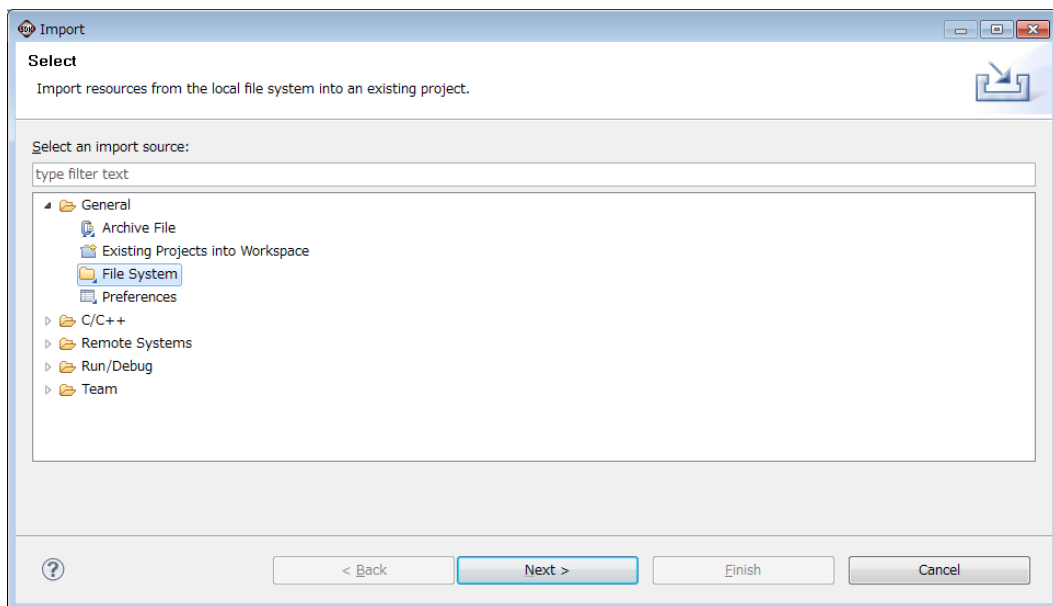 SDK Import
Select
Import resources from the local file system into an existing project.
Select an import source:
type filter text
General
Archive File
Existing Projects into Workspace
File System
Preferences
C/C++
Remote Systems
Run/Debug
Team
?
< Back
Next >
Finish
Cancel